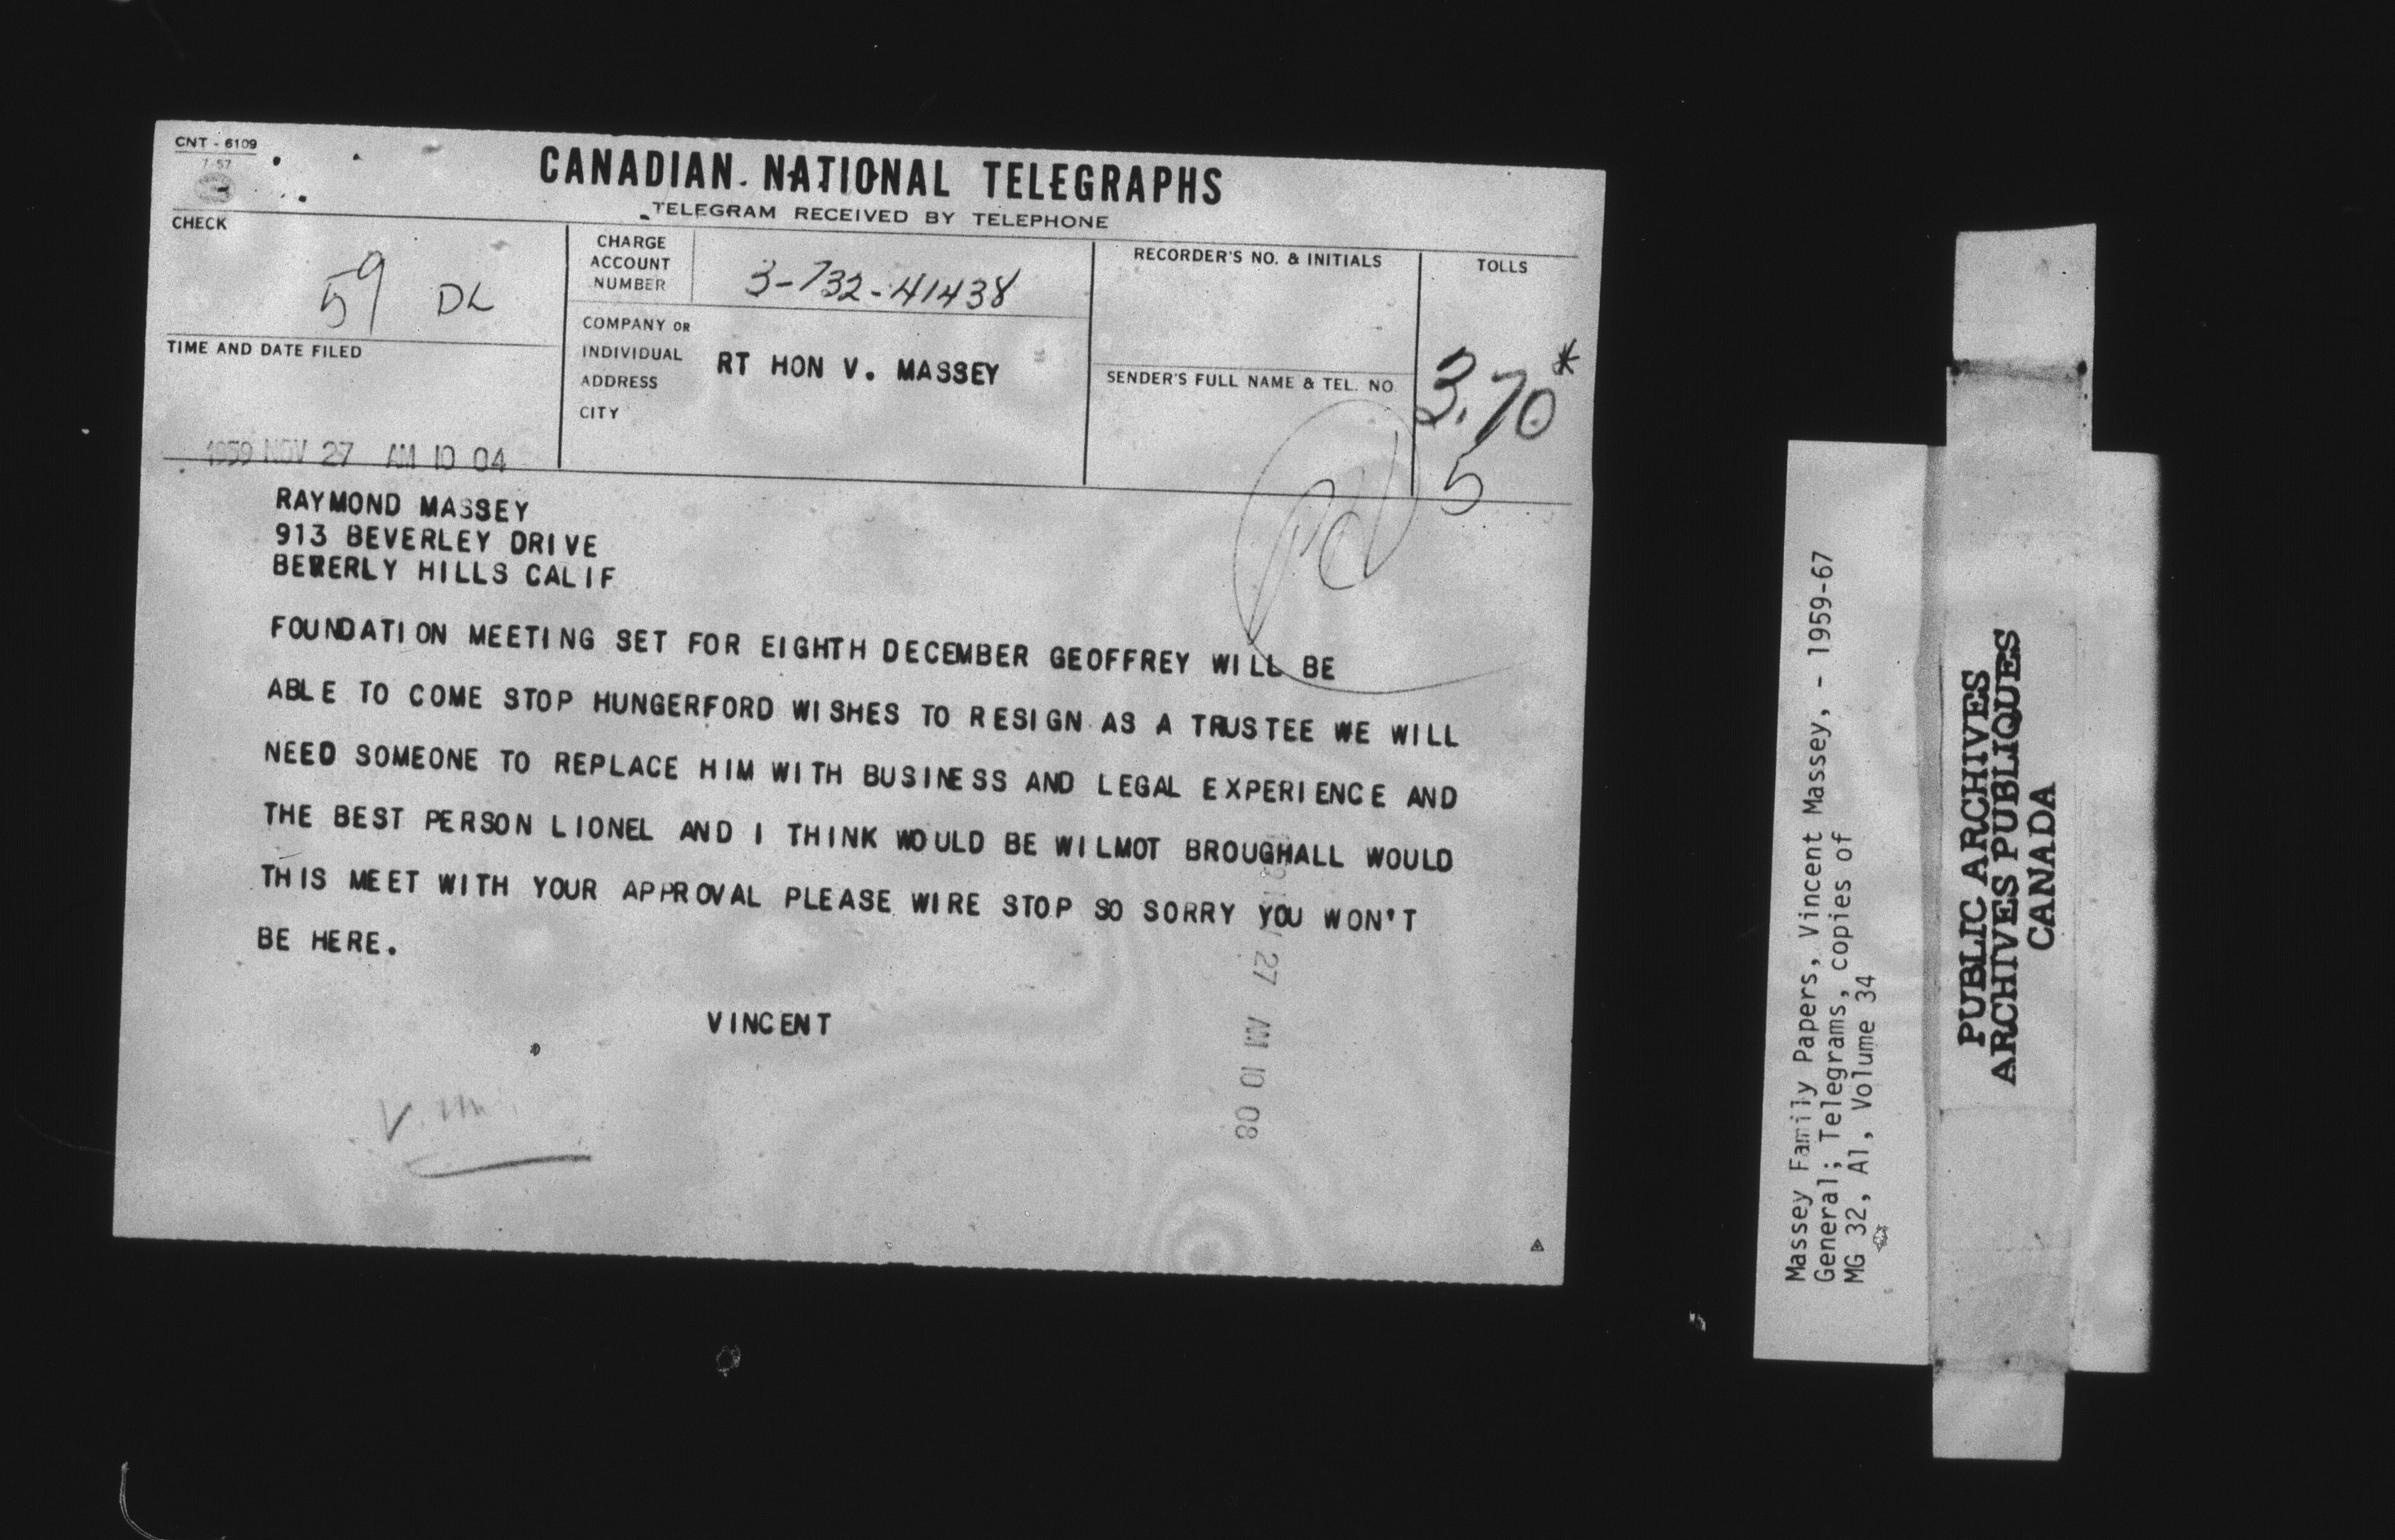 CNT - 6109
7-57
CANADIAN NATIONAL TELEGRAPHS
TELEGRAM RECEIVED BY TELEPHONE
CHECK
59 DL
CHARGE
ACCOUNT
NUMBER
3-732-41438
RECORDER'S NO. & INITIALS
TOLLS
TIME AND DATE FILED
COMPANY OR
INDIVIDUAL
ADDRESS
CITY
RT HON V. MASSEY
SENDER'S FULL NAME & TEL. NO.
3.70*
5
1959 NOV 27 AM 10 04
RAYMOND MASSEY
913 BEVERLEY DRIVE
BEVERLY HILLS CALIF
FOUNDATION MEETING SET FOR EIGHTH DECEMBER GEOFFREY WILL BE
ABLE TO COME STOP HUNGERFORD WISHES TO RESIGN AS A TRUSTEE WE WILL
NEED SOMEONE TO REPLACE HIM WITH BUSINESS AND LEGAL EXPERIENCE AND
THE BEST PERSON LIONEL AND I THINK WOULD BE WILMOT BROUGHALL WOULD
THIS MEET WITH YOUR APPROVAL PLEASE WIRE STOP SO SORRY YOU WON'T
BE HERE.
VINCENT
27 AM 10 08
V.M.
Massey Family Papers, Vincent Massey, - 1959-67
General; Telegrams, copies of
MG 32, A1, Volume 34
PUBLIC ARCHIVES
ARCHIVES PUBLIQUES
CANADA